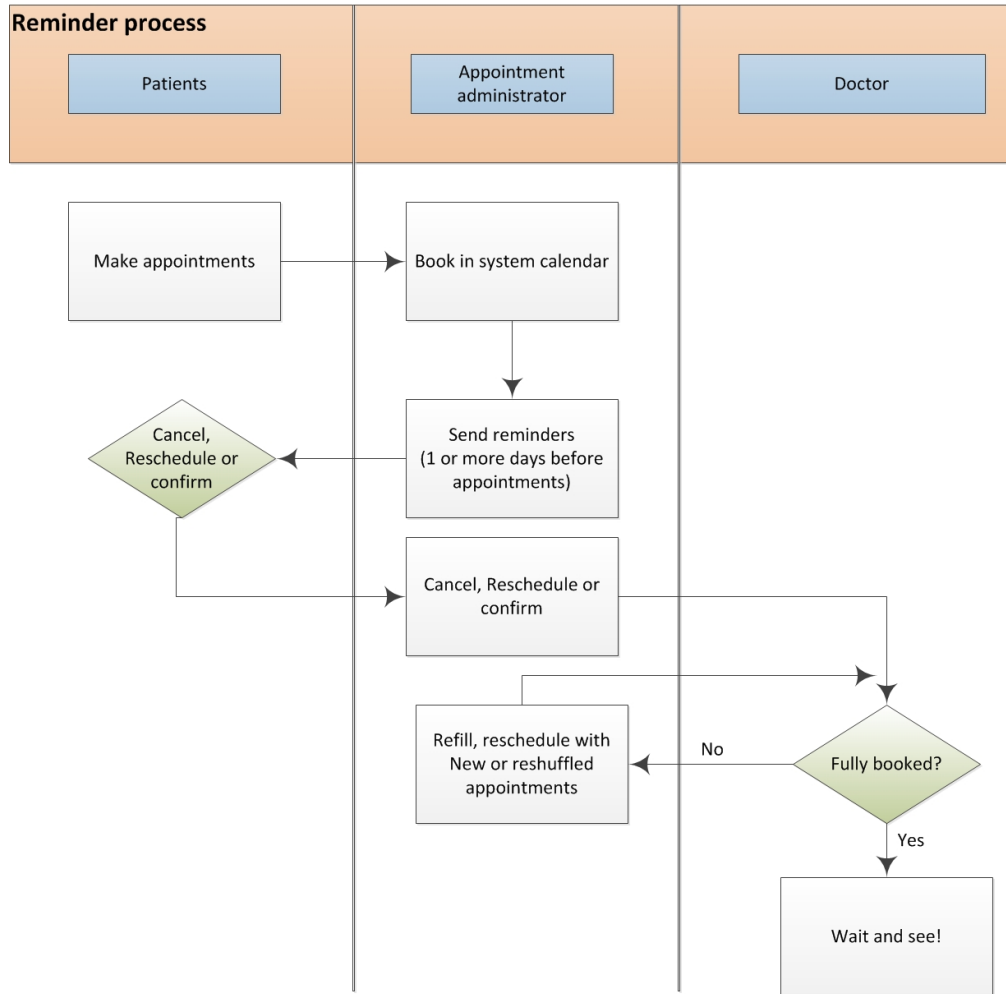 Reminder process
Patients
Appointment
administrator
Doctor
Make appointments
Book in system calendar
Cancel,
Reschedule or
confirm
Send reminders
(1 or more days before
appointments)
Cancel, Reschedule or
confirm
Refill, reschedule with
New or reshuffled
appointments
No
Fully booked?
Yes
Wait and see!